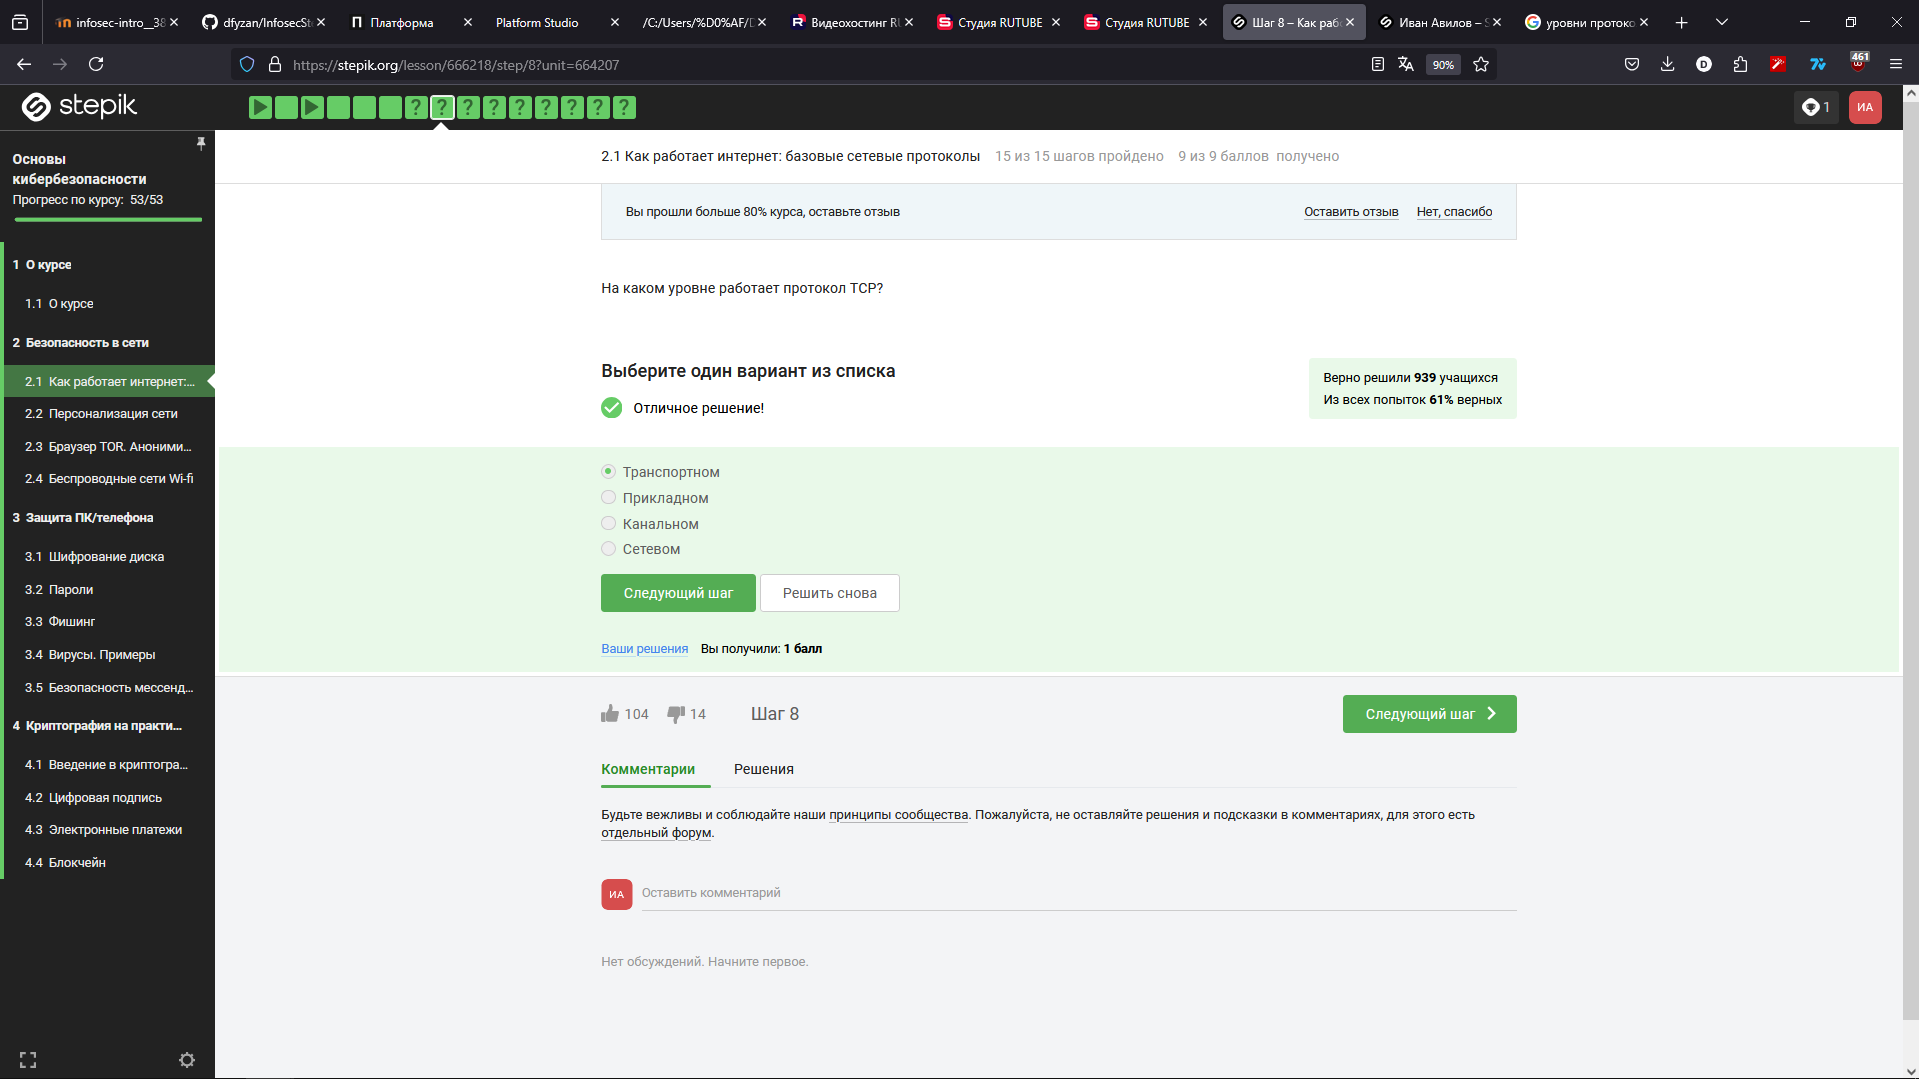 infosec-intro__38
dfyzan/InfosecSte
Платформа
Platform Studio
/C:/Users/%D0%AF/D
Видеохостинг RU
Студия RUTUBE
Студия RUTUBE
Шаг 8 – Как раб
Иван Авилов – S
уровни протоко
https://stepik.org/lesson/666218/step/8?unit=664207
90%
461
stepik
? ? ? ? ? ? ? ? ?
1
ИА
Основы
кибербезопасности
Прогресс по курсу: 53/53
1 О курсе
1.1 О курсе
2 Безопасность в сети
2.1 Как работает интернет:...
2.2 Персонализация сети
2.3 Браузер TOR. Аноними...
2.4 Беспроводные сети Wi-fi
3 Защита ПК/телефона
3.1 Шифрование диска
3.2 Пароли
3.3 Фишинг
3.4 Вирусы. Примеры
3.5 Безопасность мессенд...
4 Криптография на практи...
4.1 Введение в криптогра...
4.2 Цифровая подпись
4.3 Электронные платежи
4.4 Блокчейн
2.1 Как работает интернет: базовые сетевые протоколы 15 из 15 шагов пройдено 9 из 9 баллов получено
Вы прошли больше 80% курса, оставьте отзыв Оставить отзыв Нет, спасибо
На каком уровне работает протокол TCP?
Выберите один вариант из списка
Отличное решение!
Верно решили 939 учащихся
Из всех попыток 61% верных
Транспортном
Прикладном
Канальном
Сетевом
Следующий шаг Решить снова
Ваши решения Вы получили: 1 балл
104 14 Шаг 8 Следующий шаг
Комментарии Решения
Будьте вежливы и соблюдайте наши принципы сообщества. Пожалуйста, не оставляйте решения и подсказки в комментариях, для этого есть
отдельный форум.
ИА Оставить комментарий
Нет обсуждений. Начните первое.